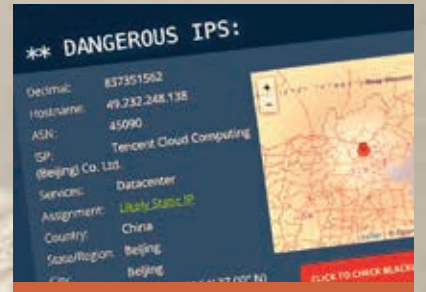 ** DANGEROUS IPS:
Decimal: 837351562
Hostname: 49.232.248.138
ASN: 45090
ISP: Tencent Cloud Computing
(Beijing) Co. Ltd.
Services: Datacenter
Assignment: Likely Static IP
Country: China
State/Region: Beijing
City: Beijing
+
-
CLICK TO CHECK BLACKL